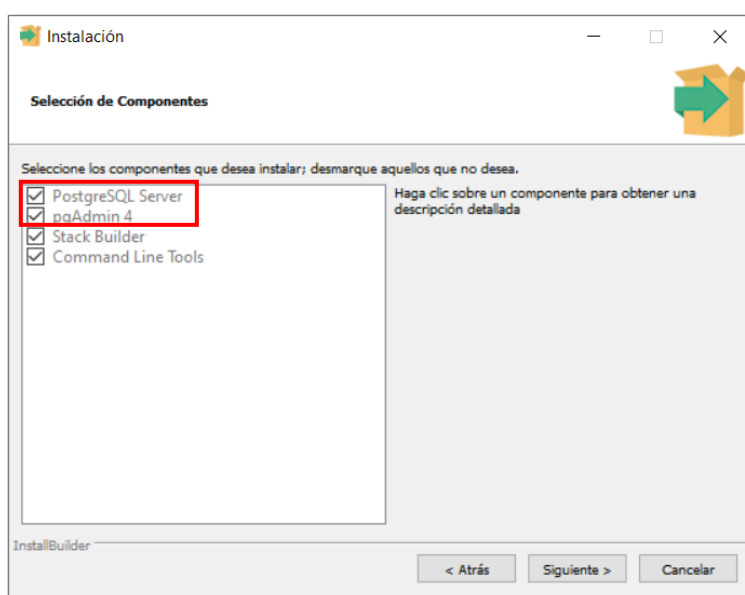 Instalación
Selección de Componentes
Seleccione los componentes que desea instalar; desmarque aquellos que no desea.
PostgreSQL Server
pgAdmin 4
Stack Builder
Command Line Tools
Haga clic sobre un componente para obtener una
descripción detallada
InstallBuilder
< Atrás
Siguiente >
Cancelar